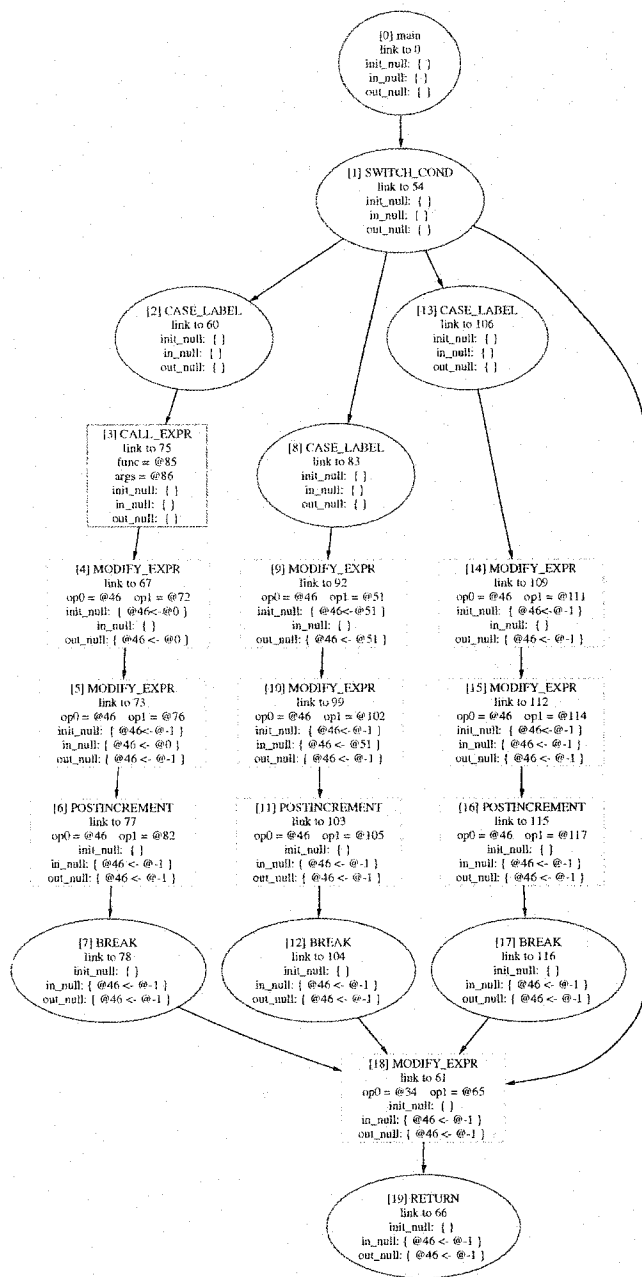 [0] main
link to 0
init_null: { }
in_null: { }
out_null: { }
[1] SWITCH_COND
link to 54
init_null: { }
in_null: { }
out_null: { }
[2] CASE_LABEL
link to 60
init_null: { }
in_null: { }
out_null: { }
[13] CASE_LABEL
link to 106
init_null: { }
in_null: { }
out_null: { }
[3] CALL_EXPR
link to 75
func = @85
args = @86
init_null: { }
in_null: { }
out_null: { }
[8] CASE_LABEL
link to 83
init_null: { }
in_null: { }
out_null: { }
[4] MODIFY_EXPR
link to 67
op0 = @46 op1 = @72
init_null: { @46<-@0 }
in_null: { }
out_null: { @46 <- @0 }
[9] MODIFY_EXPR
link to 92
op0 = @46 op1 = @51
init_null: { @46<-@51 }
in_null: { }
out_null: { @46 <- @51 }
[14] MODIFY_EXPR
link to 109
op0 = @46 op1 = @111
init_null: { @46<-@-1 }
in_null: { }
out_null: { @46 <- @-1 }
[5] MODIFY_EXPR
link to 73
op0 = @46 op1 = @76
init_null: { @46<-@-1 }
in_null: { @46 <- @0 }
out_null: { @46 <- @-1 }
[10] MODIFY_EXPR
link to 99
op0 = @46 op1 = @102
init_null: { @46<-@-1 }
in_null: { @46 <- @51 }
out_null: { @46 <- @-1 }
[15] MODIFY_EXPR
link to 112
op0 = @46 op1 = @114
init_null: { @46<-@-1 }
in_null: { @46 <- @-1 }
out_null: { @46 <- @-1 }
[6] POSTINCREMENT
link to 77
op0 = @46 op1 = @82
init_null: { }
in_null: { @46 <- @-1 }
out_null: { @46 <- @-1 }
[11] POSTINCREMENT
link to 103
op0 = @46 op1 = @105
init_null: { }
in_null: { @46 <- @-1 }
out_null: { @46 <- @-1 }
[16] POSTINCREMENT
link to 115
op0 = @46 op1 = @117
init_null: { }
in_null: { @46 <- @-1 }
out_null: { @46 <- @-1 }
[7] BREAK
link to 78
init_null: { }
in_null: { @46 <- @-1 }
out_null: { @46 <- @-1 }
[12] BREAK
link to 104
init_null: { }
in_null: { @46 <- @-1 }
out_null: { @46 <- @-1 }
[17] BREAK
link to 116
init_null: { }
in_null: { @46 <- @-1 }
out_null: { @46 <- @-1 }
[18] MODIFY_EXPR
link to 61
op0 = @34 op1 = @65
init_null: { }
in_null: { @46 <- @-1 }
out_null: { @46 <- @-1 }
[19] RETURN
link to 66
init_null: { }
in_null: { @46 <- @-1 }
out_null: { @46 <- @-1 }